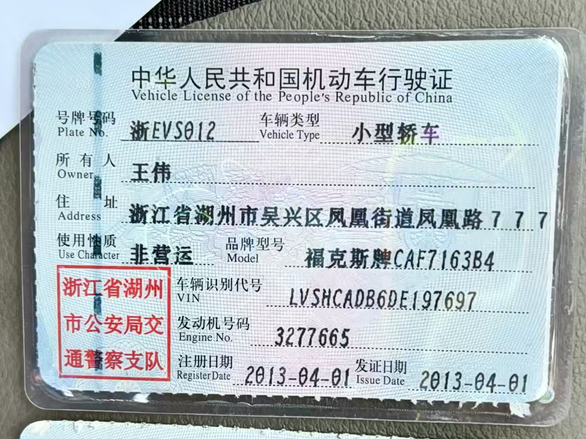 中华人民共和国机动车行驶证
Vehicle License of the People's Republic of China
号牌号码 Plate No. 浙EVS012 车辆类型 Vehicle Type 小型轿车
所有人 Owner 王伟
住址 Address 浙江省湖州市吴兴区凤凰街道凤凰路777
使用性质 Use Character 非营运 品牌型号 Model 福克斯牌CAF7163B4
浙江省湖州
市公安局交
通警察支队
车辆识别代号 VIN LVSHCADB6DE197697
发动机号码 Engine No. 3277665
注册日期 Register Date 2013-04-01 发证日期 Issue Date 2013-04-01